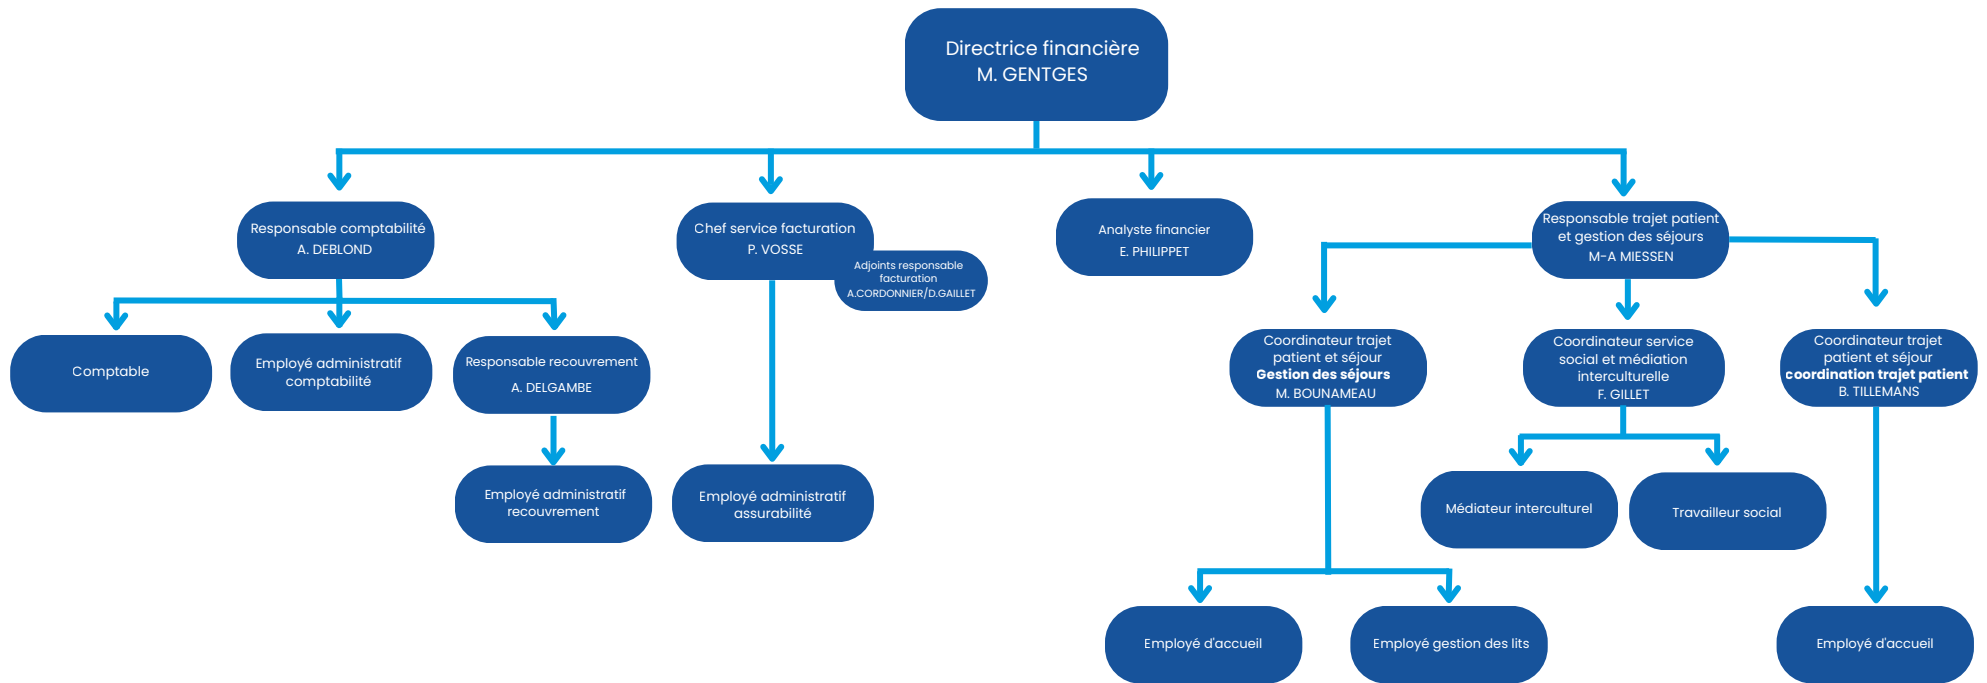 Directrice financière
M. GENTGES
Responsable comptabilité
A. DEBLOND
Chef service facturation
P. VOSSE
Adjoints responsable
facturation
A.CORDONNIER/D.GAILLET
Analyste financier
E. PHILIPPET
Responsable trajet patient
et gestion des séjours
M-A MIESSEN
Comptable
Employé administratif
comptabilité
Responsable recouvrement
A. DELGAMBE
Coordinateur trajet
patient et séjour
Gestion des séjours
M. BOUNAMEAU
Coordinateur service
social et médiation
interculturelle
F. GILLET
Coordinateur trajet
patient et séjour
coordination trajet patient
B. TILLEMANS
Employé administratif
recouvrement
Employé administratif
assurabilité
Médiateur interculturel
Travailleur social
Employé d'accueil
Employé gestion des lits
Employé d'accueil